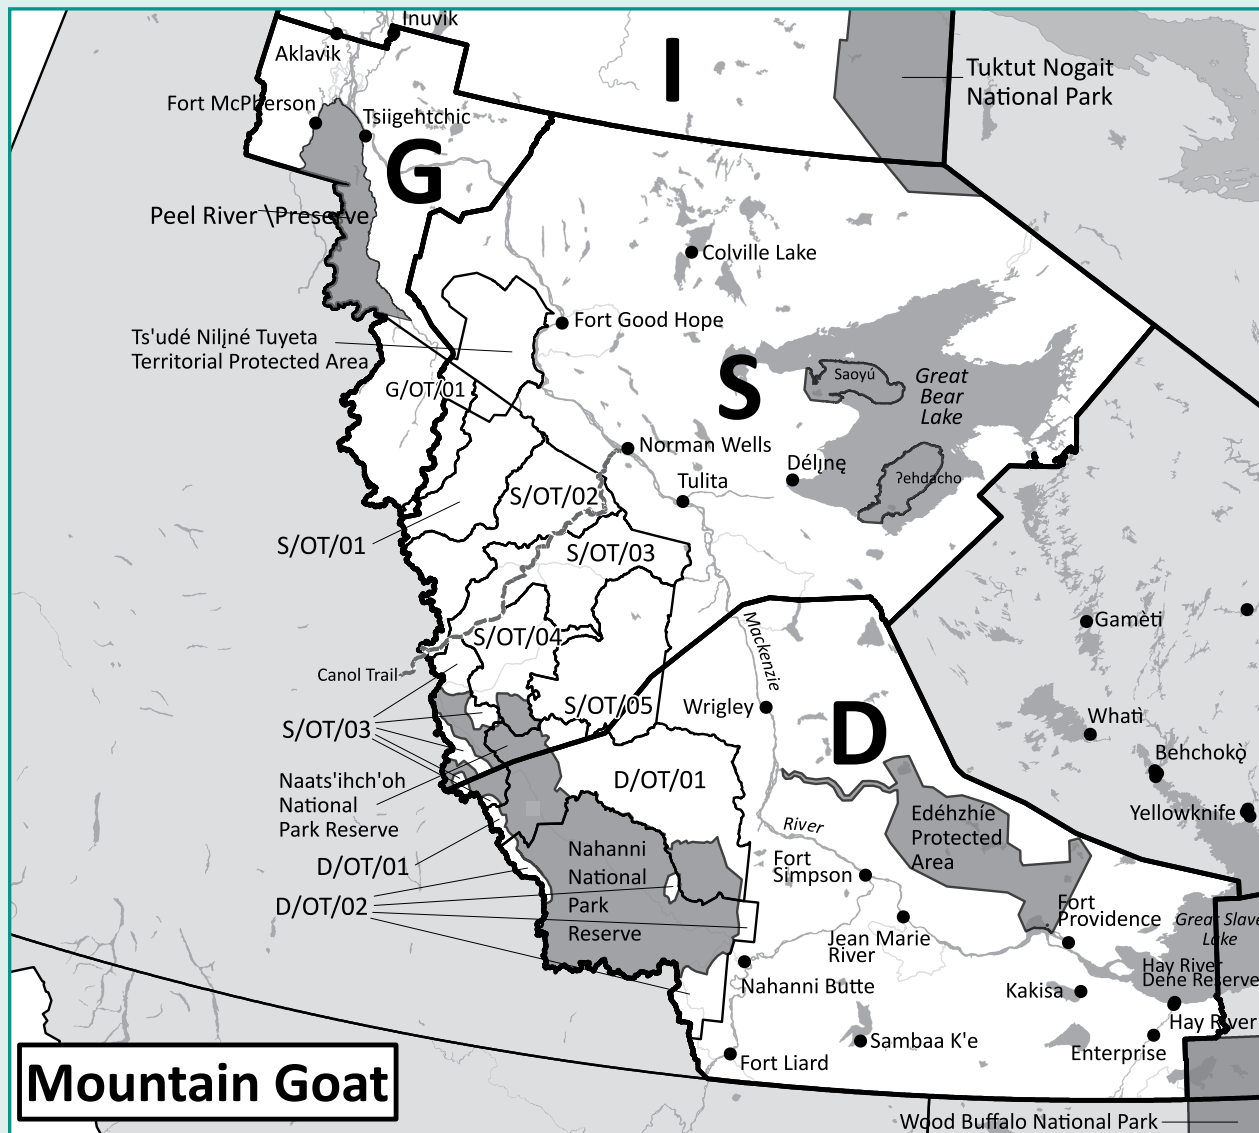 Inuvik
Aklavik
I
Tuktut Nogait
National Park
Fort McPherson
Tsiigehtchic
G
Peel River \Preserve
Colville Lake
Ts'udé Nilįné Tuyeta
Territorial Protected Area
Fort Good Hope
G/OT/01
S
Saoyú
Great
Bear
Lake
Norman Wells
Délı̨nę
Tulita
ʔehdacho
S/OT/02
S/OT/01
S/OT/03
S/OT/04
Mackenzie
Gamètì
Canol Trail
S/OT/05
Wrigley
D
Whatì
S/OT/03
Behchokǫ̀
Naats'ihch'oh
National
Park Reserve
D/OT/01
Yellowknife
Edéhzhíe
Protected
Area
River
D/OT/01
Nahanni
National
Park
Reserve
Fort
Simpson
D/OT/02
Fort
Providence
Great Slave
Lake
Jean Marie
River
Hay River
Dene Reserve
Nahanni Butte
Kakisa
Hay River
Sambaa K'e
Enterprise
Fort Liard
Mountain Goat
Wood Buffalo National Park